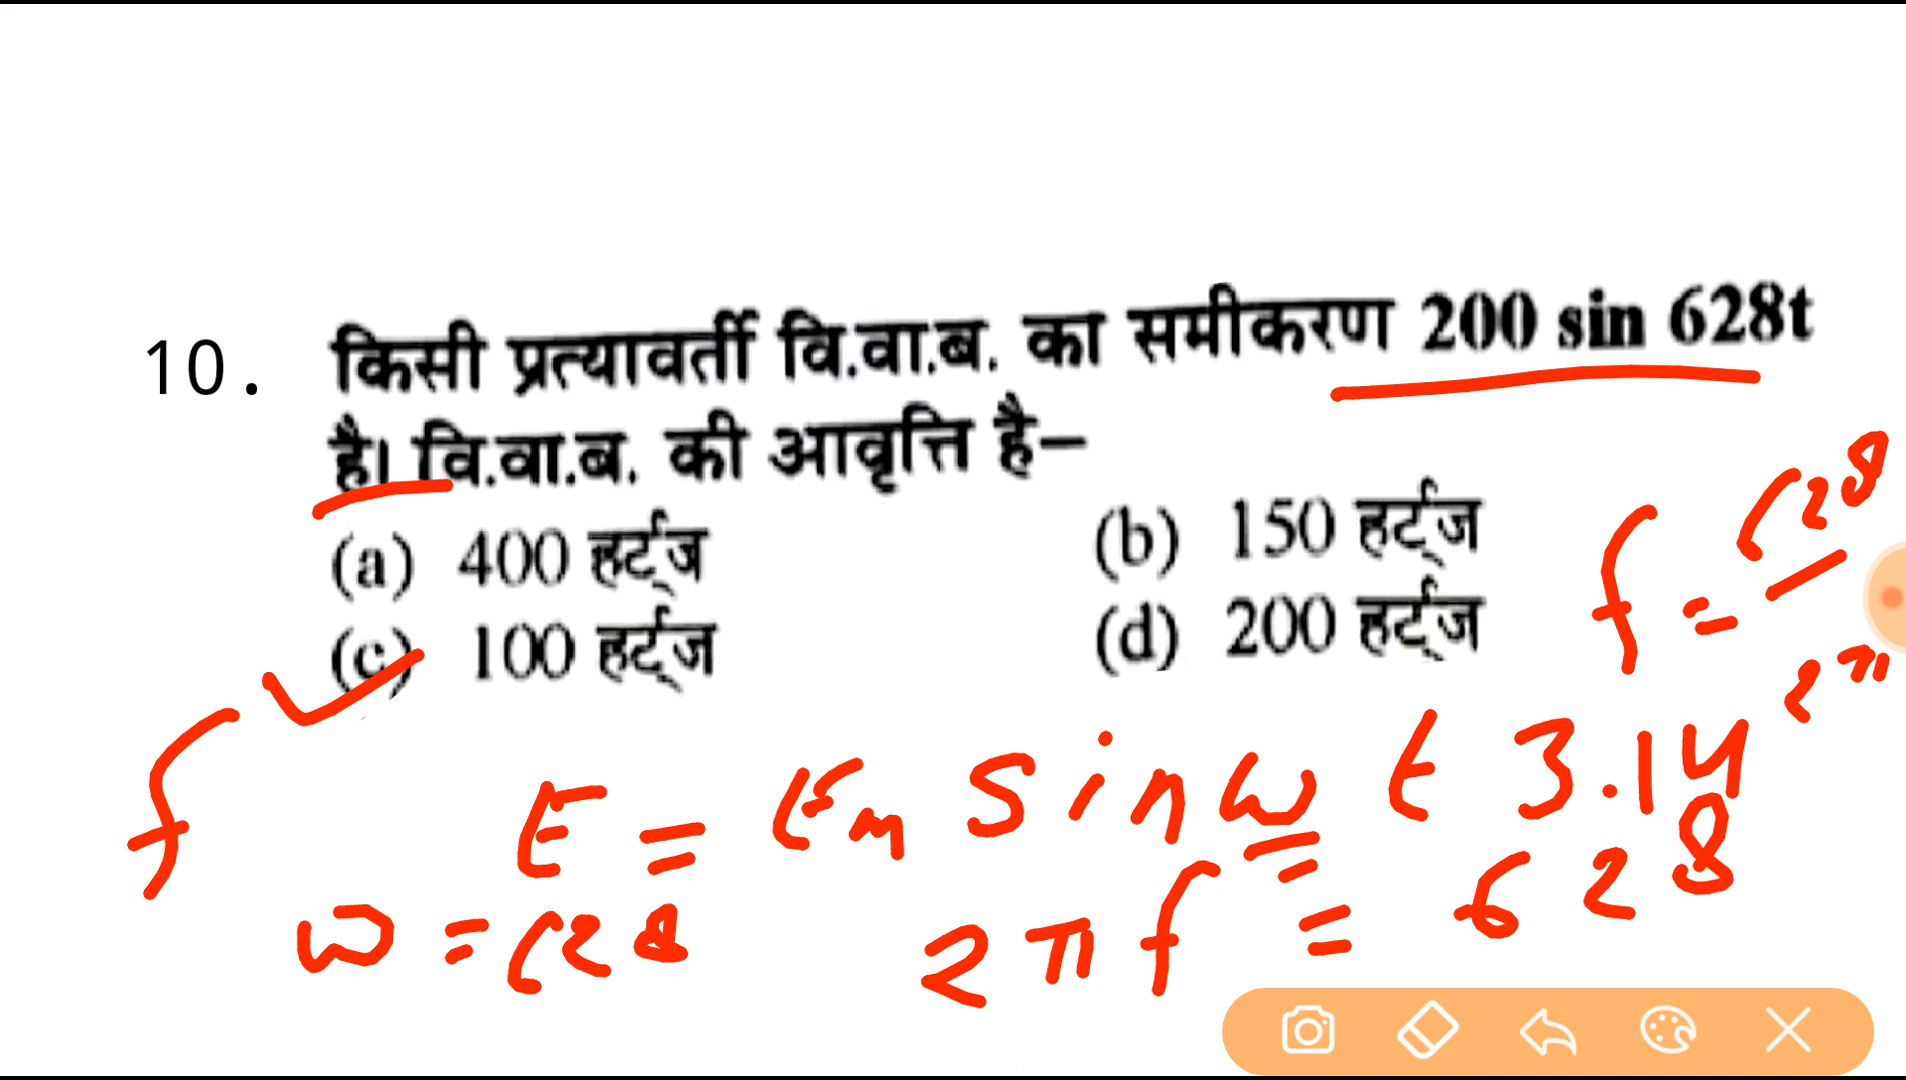 10. किसी प्रत्यावर्ती वि.वा.ब. का समीकरण 200 sin 628t
है। वि.वा.ब. की आवृत्ति है–
(a) 400 हर्ट्ज (b) 150 हर्ट्ज
(c) 100 हर्ट्ज (d) 200 हर्ट्ज
f = 628
2π
f
E = Em sin ω t 3.14
ω = 628 2πf = 628